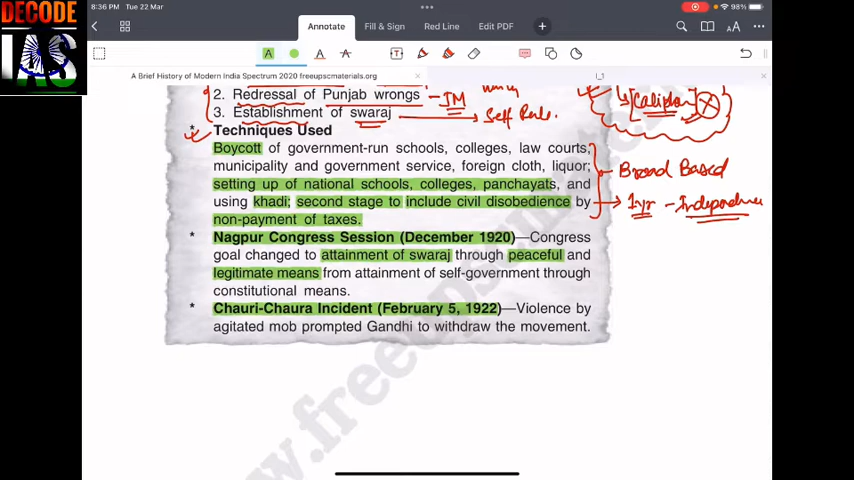 DECODE
IAS
8:36 PM Tue 22 Mar
98%
Annotate Fill & Sign Red Line Edit PDF
A Brief History of Modern India Spectrum 2020 freeupscmaterials.org
2. Redressal of Punjab wrongs - JM
3. Establishment of swaraj → Self Rule.
[Caliphate]
* Techniques Used
Boycott of government-run schools, colleges, law courts,
municipality and government service, foreign cloth, liquor;
Broad Based
setting up of national schools, colleges, panchayats, and
using khadi; second stage to include civil disobedience by
→ 1yr - Independence
non-payment of taxes.
* Nagpur Congress Session (December 1920)—Congress
goal changed to attainment of swaraj through peaceful and
legitimate means from attainment of self-government through
constitutional means.
* Chauri-Chaura Incident (February 5, 1922)—Violence by
agitated mob prompted Gandhi to withdraw the movement.